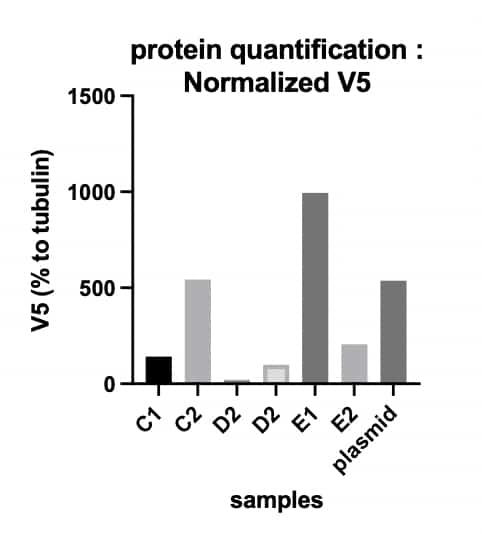 protein quantification :
Normalized V5
1500
1000
500
0
V5 (% to tubulin)
C1
C2
D2
D2
E1
E2
plasmid
samples